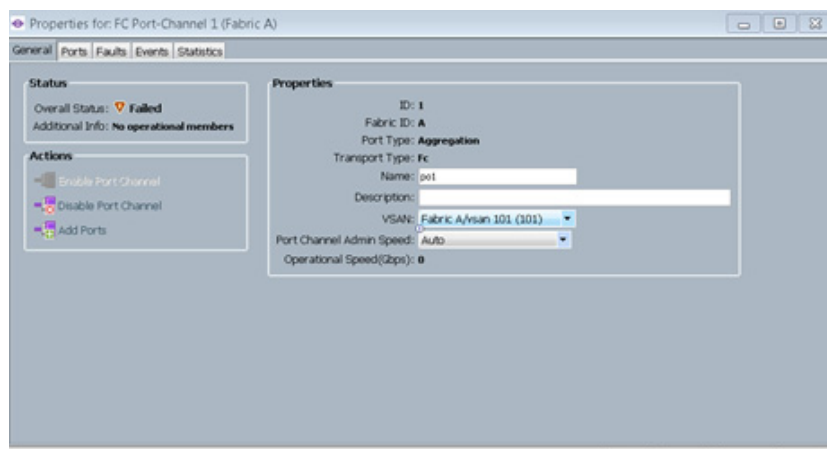 Properties for: FC Port-Channel 1 (Fabric A)
General Ports Faults Events Statistics
Status
Overall Status: Failed
Additional Info: No operational members
Actions
Enable Port Channel
Disable Port Channel
Add Ports
Properties
ID: 1
Fabric ID: A
Port Type: Aggregation
Transport Type: Fc
Name: po1
Description:
VSAN: Fabric A/vsan 101 (101)
Port Channel Admin Speed: Auto
Operational Speed(Gbps): 0